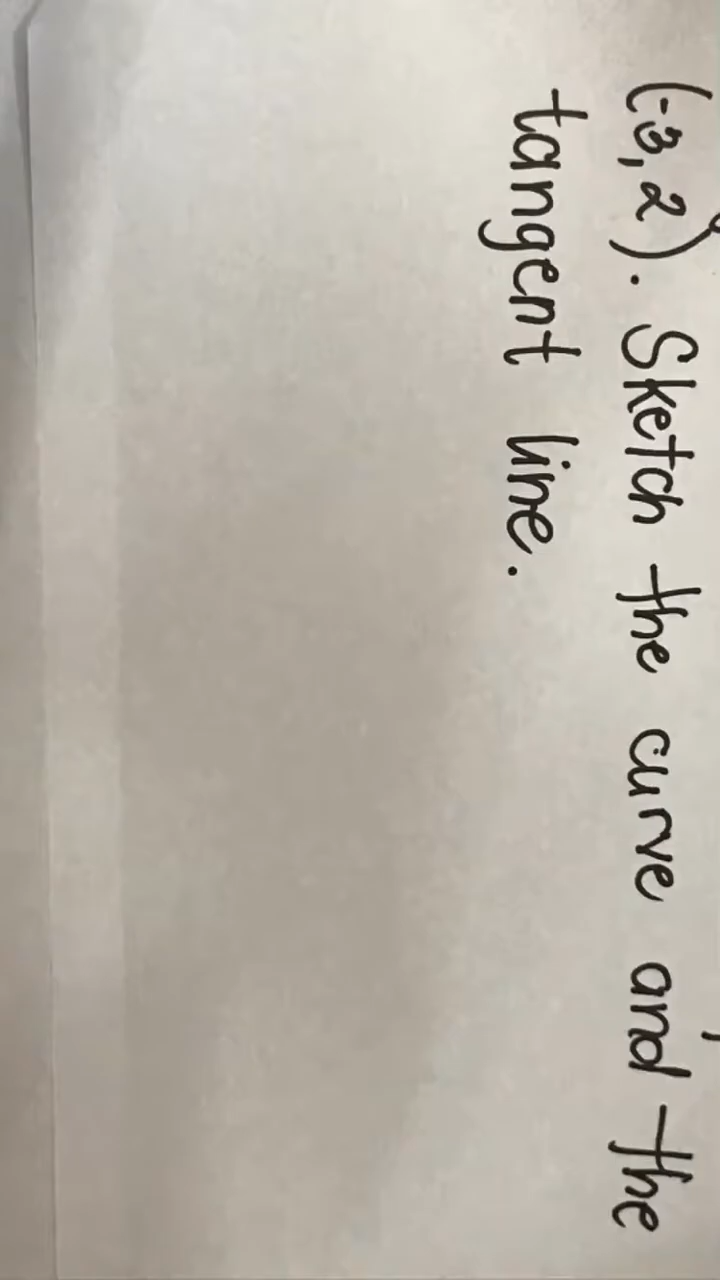 (-3,2). Sketch the curve and the
tangent line.